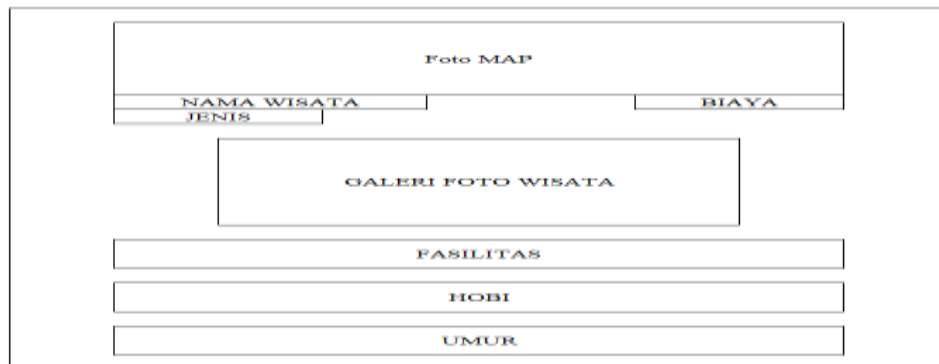 Foto MAP
NAMA WISATA
BIAYA
JENIS
GALERI FOTO WISATA
FASILITAS
HOBI
UMUR